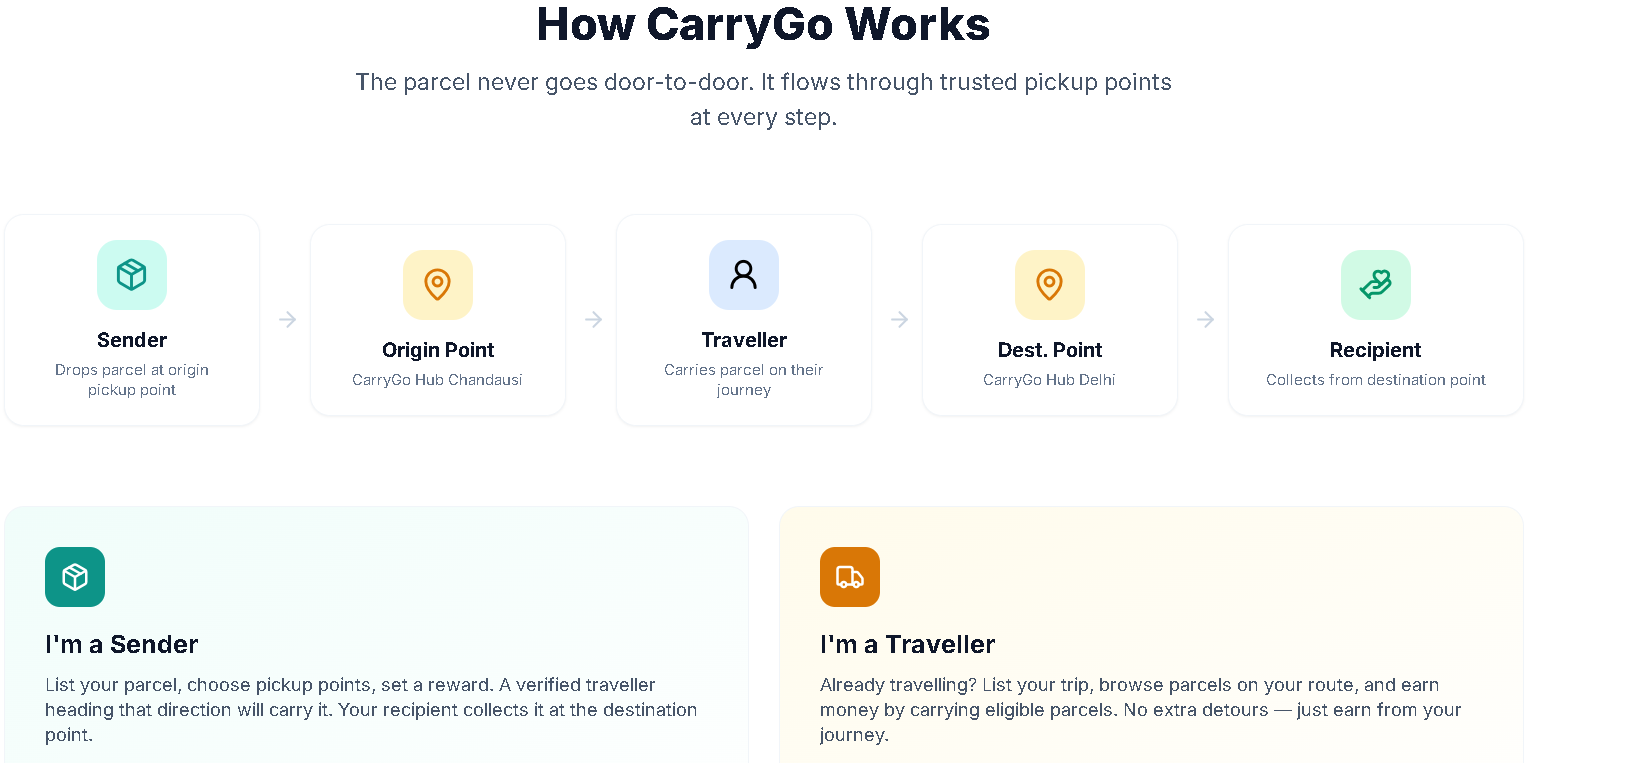 How CarryGo Works
The parcel never goes door-to-door. It flows through trusted pickup points
at every step.
Sender
Drops parcel at origin
pickup point
Origin Point
CarryGo Hub Chandausi
Traveller
Carries parcel on their
journey
Dest. Point
CarryGo Hub Delhi
Recipient
Collects from destination point
I'm a Sender
List your parcel, choose pickup points, set a reward. A verified traveller
heading that direction will carry it. Your recipient collects it at the destination
point.
I'm a Traveller
Already travelling? List your trip, browse parcels on your route, and earn
money by carrying eligible parcels. No extra detours — just earn from your
journey.